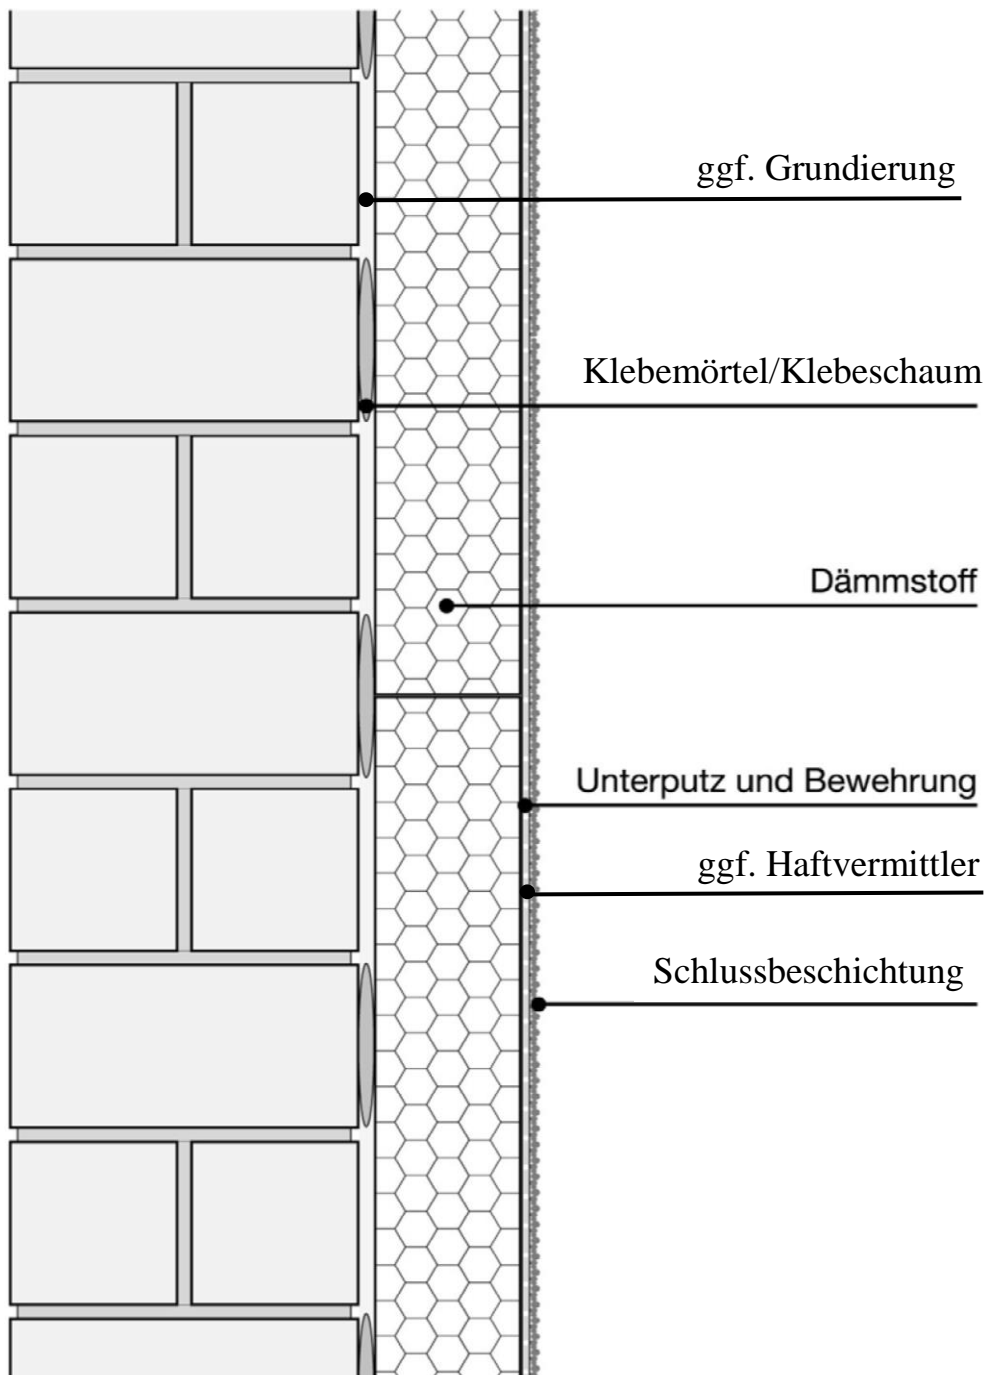 ggf. Grundierung
Klebemörtel/Klebeschaum
Dämmstoff
Unterputz und Bewehrung
ggf. Haftvermittler
Schlussbeschichtung